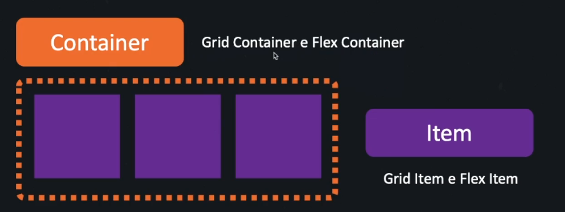 Container
Grid Container e Flex Container
Item
Grid Item e Flex Item